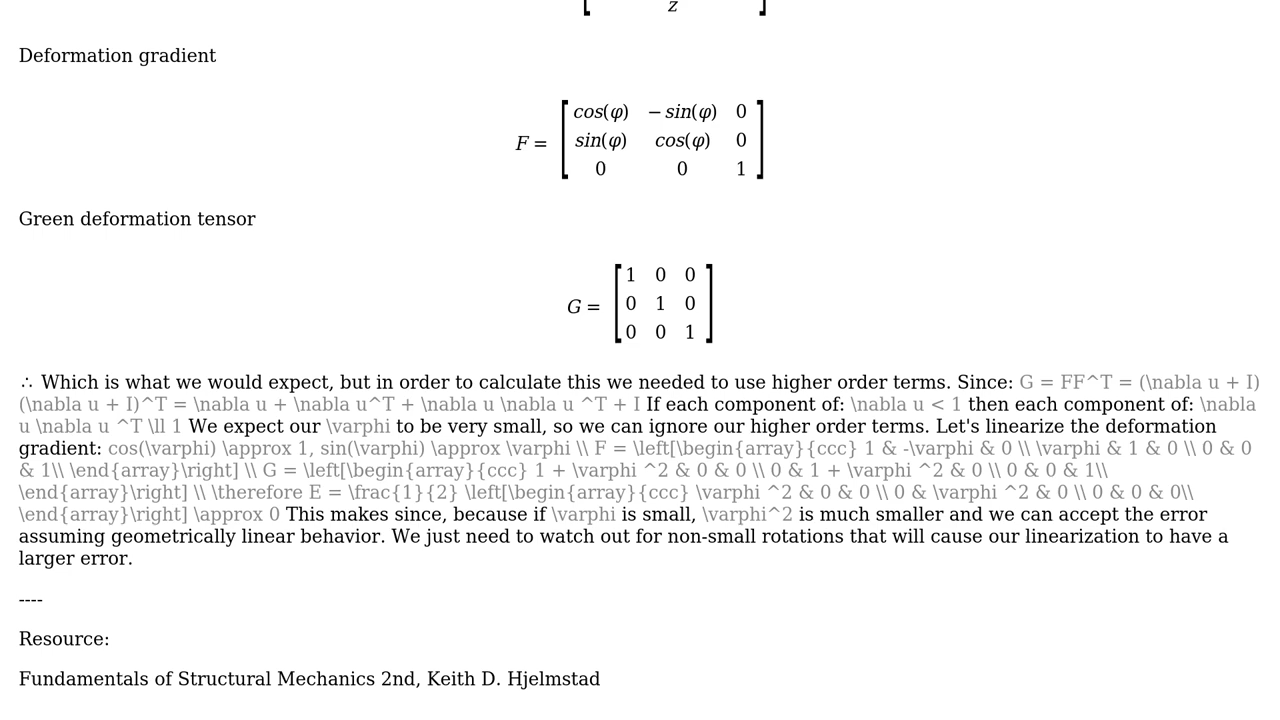 z
Deformation gradient
F = [ cos(φ) − sin(φ) 0
sin(φ) cos(φ) 0
0 0 1 ]
Green deformation tensor
G = [ 1 0 0
0 1 0
0 0 1 ]
∴ Which is what we would expect, but in order to calculate this we needed to use higher order terms. Since: G = FF^T = (\nabla u + I)
(\nabla u + I)^T = \nabla u + \nabla u^T + \nabla u \nabla u ^T + I If each component of: \nabla u < 1 then each component of: \nabla
u \nabla u ^T \ll 1 We expect our \varphi to be very small, so we can ignore our higher order terms. Let's linearize the deformation
gradient: cos(\varphi) \approx 1, sin(\varphi) \approx \varphi \\ F = \left[\begin{array}{ccc} 1 & -\varphi & 0 \\ \varphi & 1 & 0 \\ 0 & 0
& 1\\ \end{array}\right] \\ G = \left[\begin{array}{ccc} 1 + \varphi ^2 & 0 & 0 \\ 0 & 1 + \varphi ^2 & 0 \\ 0 & 0 & 1\\
\end{array}\right] \\ \therefore E = \frac{1}{2} \left[\begin{array}{ccc} \varphi ^2 & 0 & 0 \\ 0 & \varphi ^2 & 0 \\ 0 & 0 & 0\\
\end{array}\right] \approx 0 This makes since, because if \varphi is small, \varphi^2 is much smaller and we can accept the error
assuming geometrically linear behavior. We just need to watch out for non-small rotations that will cause our linearization to have a
larger error.
----
Resource:
Fundamentals of Structural Mechanics 2nd, Keith D. Hjelmstad